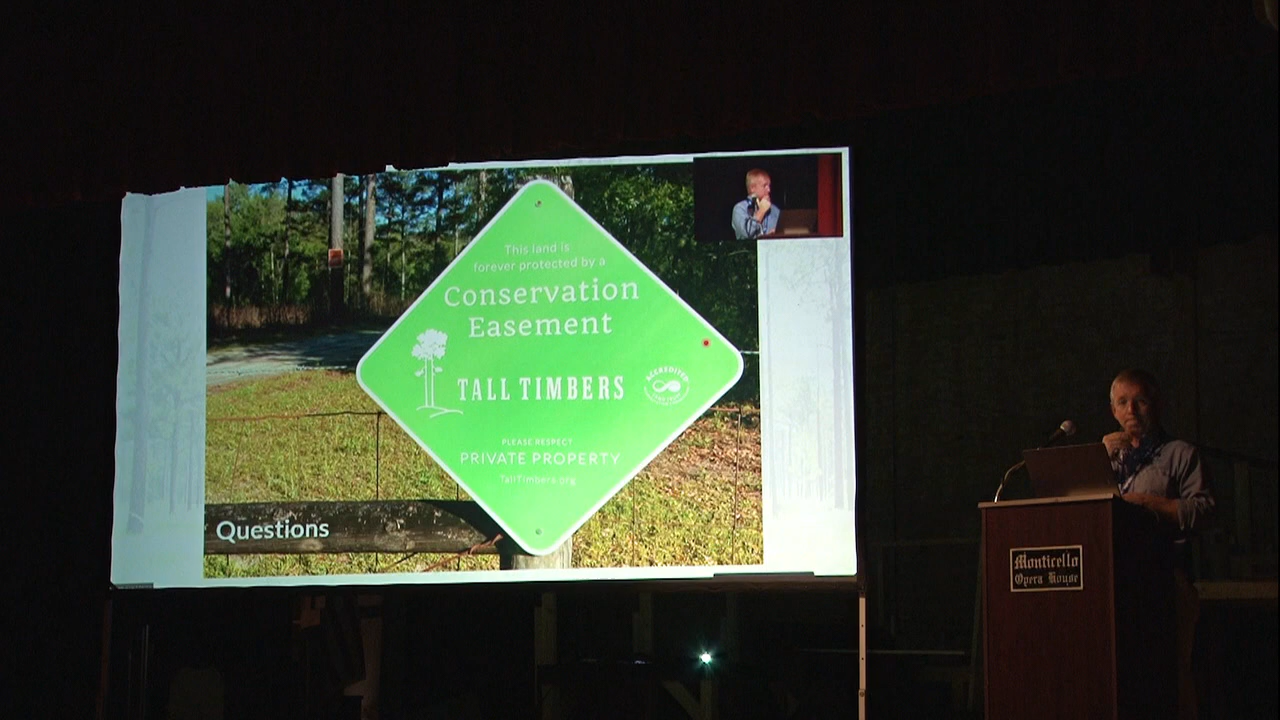 This land is
forever protected by a
Conservation
Easement
TALL TIMBERS
ACCREDITED
PLEASE RESPECT
PRIVATE PROPERTY
TallTimbers.org
Questions
Monticello
Opera House